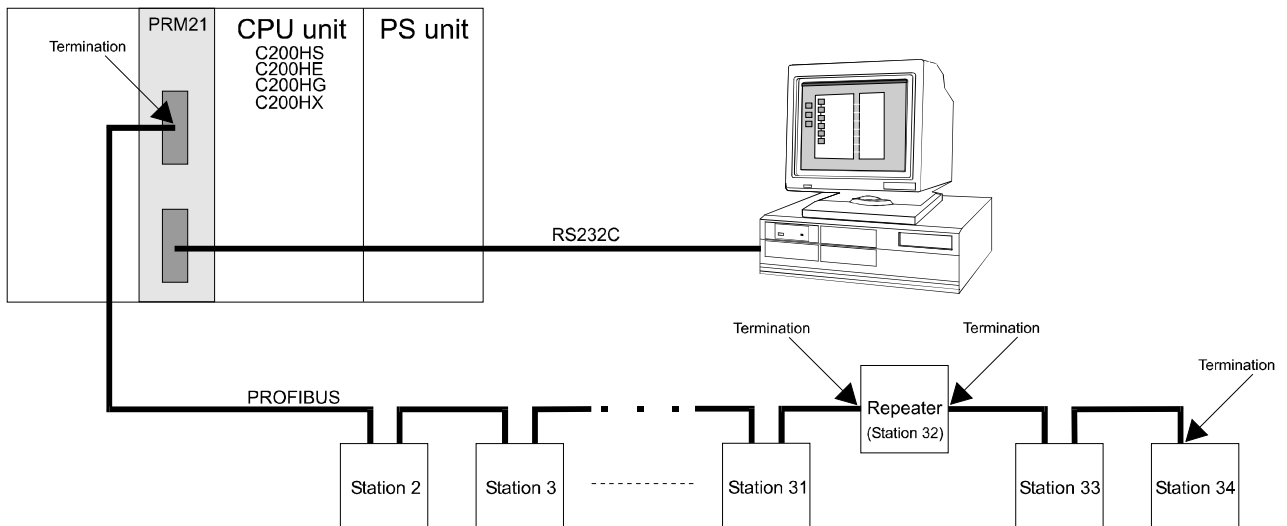 PRM21
CPU unit
PS unit
Termination
C200HS
C200HE
C200HG
C200HX
RS232C
Termination
Termination
Termination
PROFIBUS
Repeater
(Station 32)
Station 2
Station 3
Station 31
Station 33
Station 34